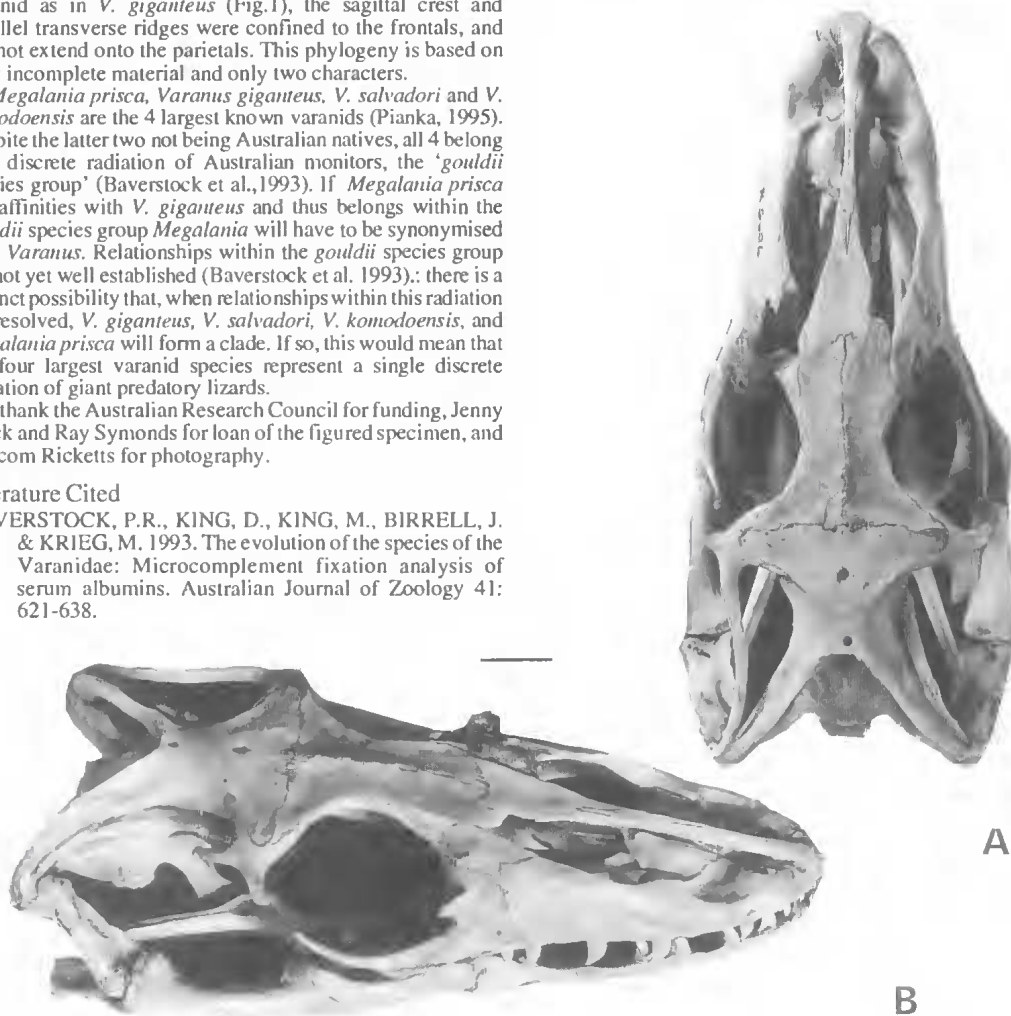 nid as in V. giganteus (Fig.1), the sagittal crest and
llel transverse ridges were confined to the frontals, and
not extend onto the parietals. This phylogeny is based on
incomplete material and only two characters.
Megalania prisca, Varanus giganteus, V. salvadori and V.
odoensis are the 4 largest known varanids (Pianka, 1995).
pite the latter two not being Australian natives, all 4 belong
discrete radiation of Australian monitors, the ‘gouldii
ies group’ (Baverstock et al.,1993). If Megalania prisca
affinities with V. giganteus and thus belongs within the
dii species group Megalania will have to be synonymised
Varanus. Relationships within the gouldii species group
not yet well established (Baverstock et al. 1993).: there is a
nct possibility that, when relationships within this radiation
resolved, V. giganteus, V. salvadori, V. komodoensis, and
alania prisca will form a clade. If so, this would mean that
four largest varanid species represent a single discrete
ation of giant predatory lizards.
thank the Australian Research Council for funding, Jenny
k and Ray Symonds for loan of the figured specimen, and
com Ricketts for photography.
erature Cited
VERSTOCK, P.R., KING, D., KING, M., BIRRELL, J.
& KRIEG, M. 1993. The evolution of the species of the
Varanidae: Microcomplement fixation analysis of
serum albumins. Australian Journal of Zoology 41:
621-638.
A
B